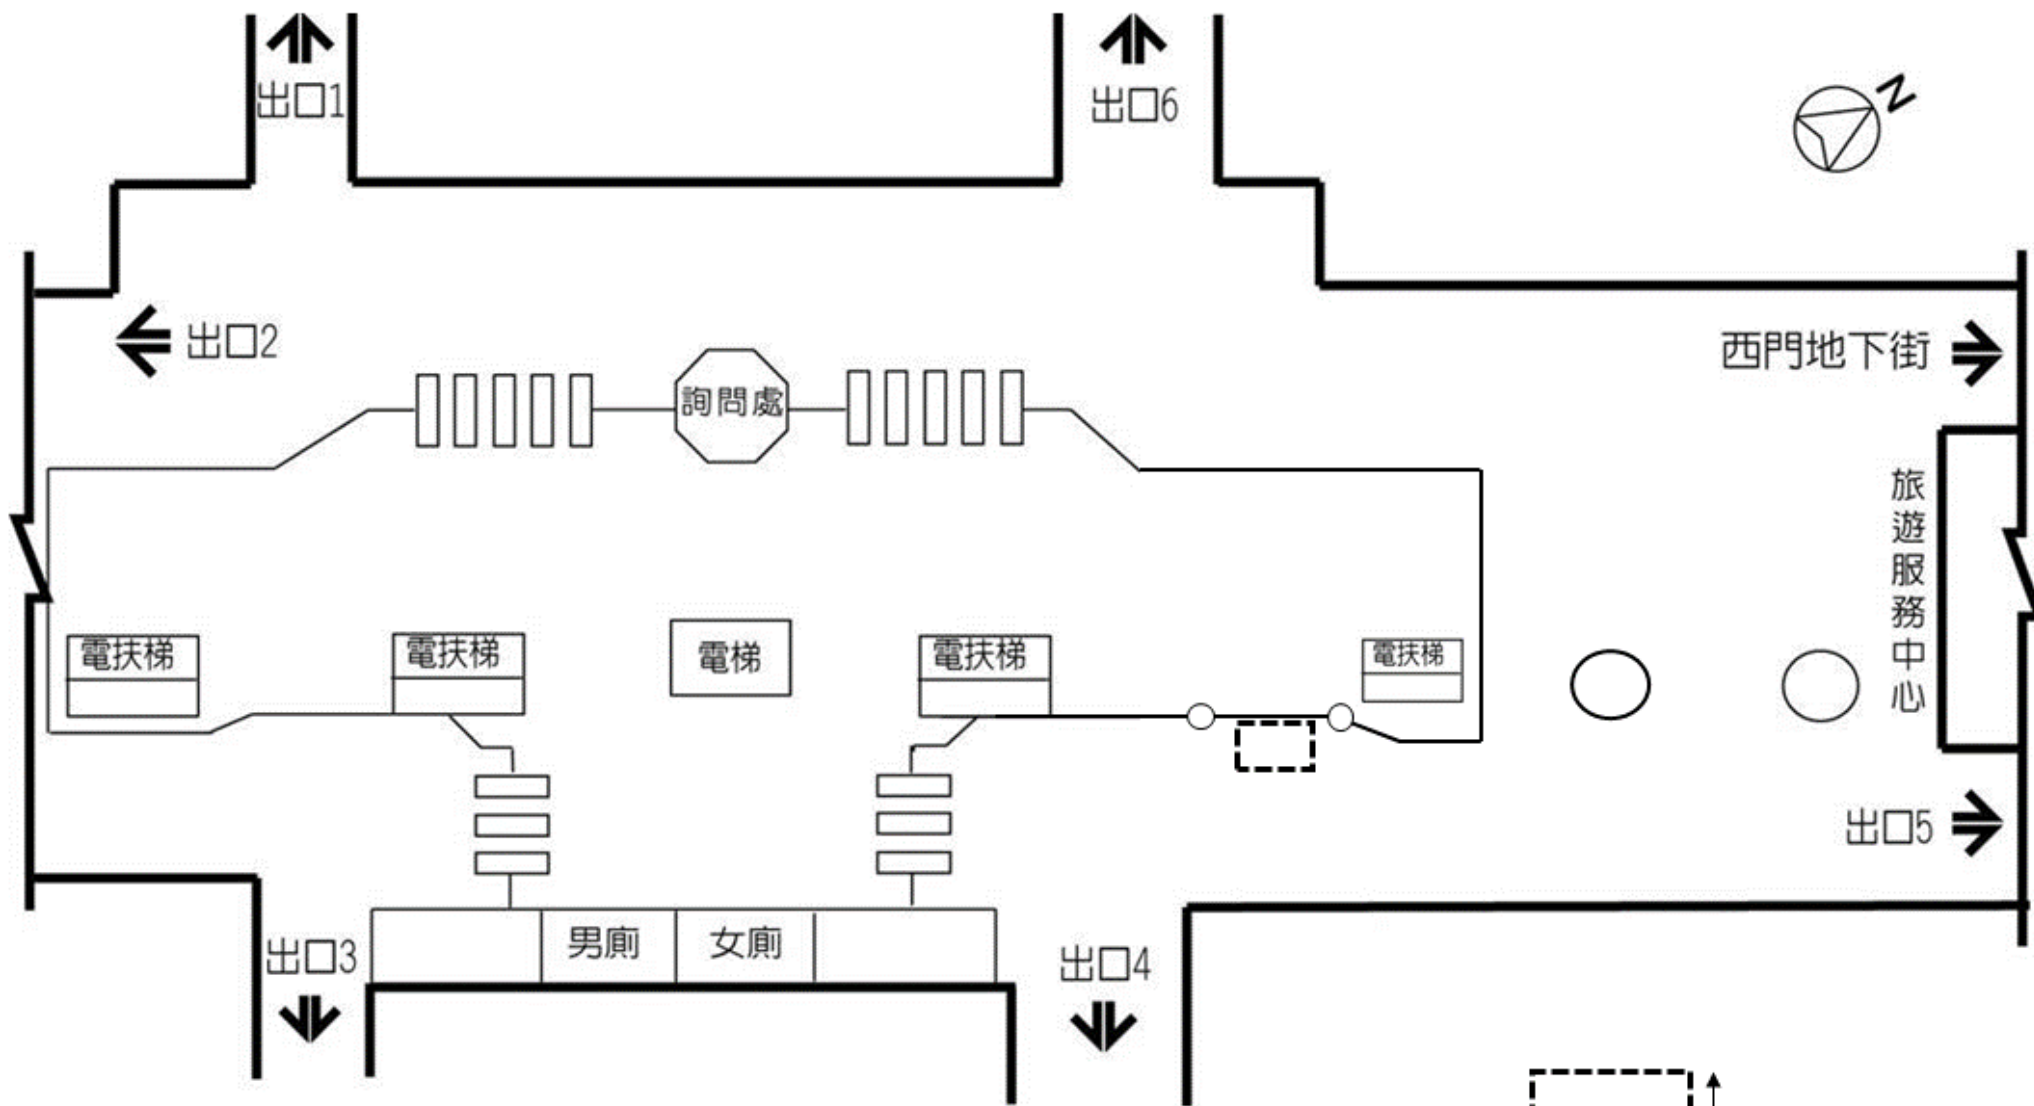 出口1
出口6
N
出口2
西門地下街
詢問處
旅遊服務中心
電扶梯
電扶梯
電梯
電扶梯
電扶梯
出口5
男廁
女廁
出口3
出口4